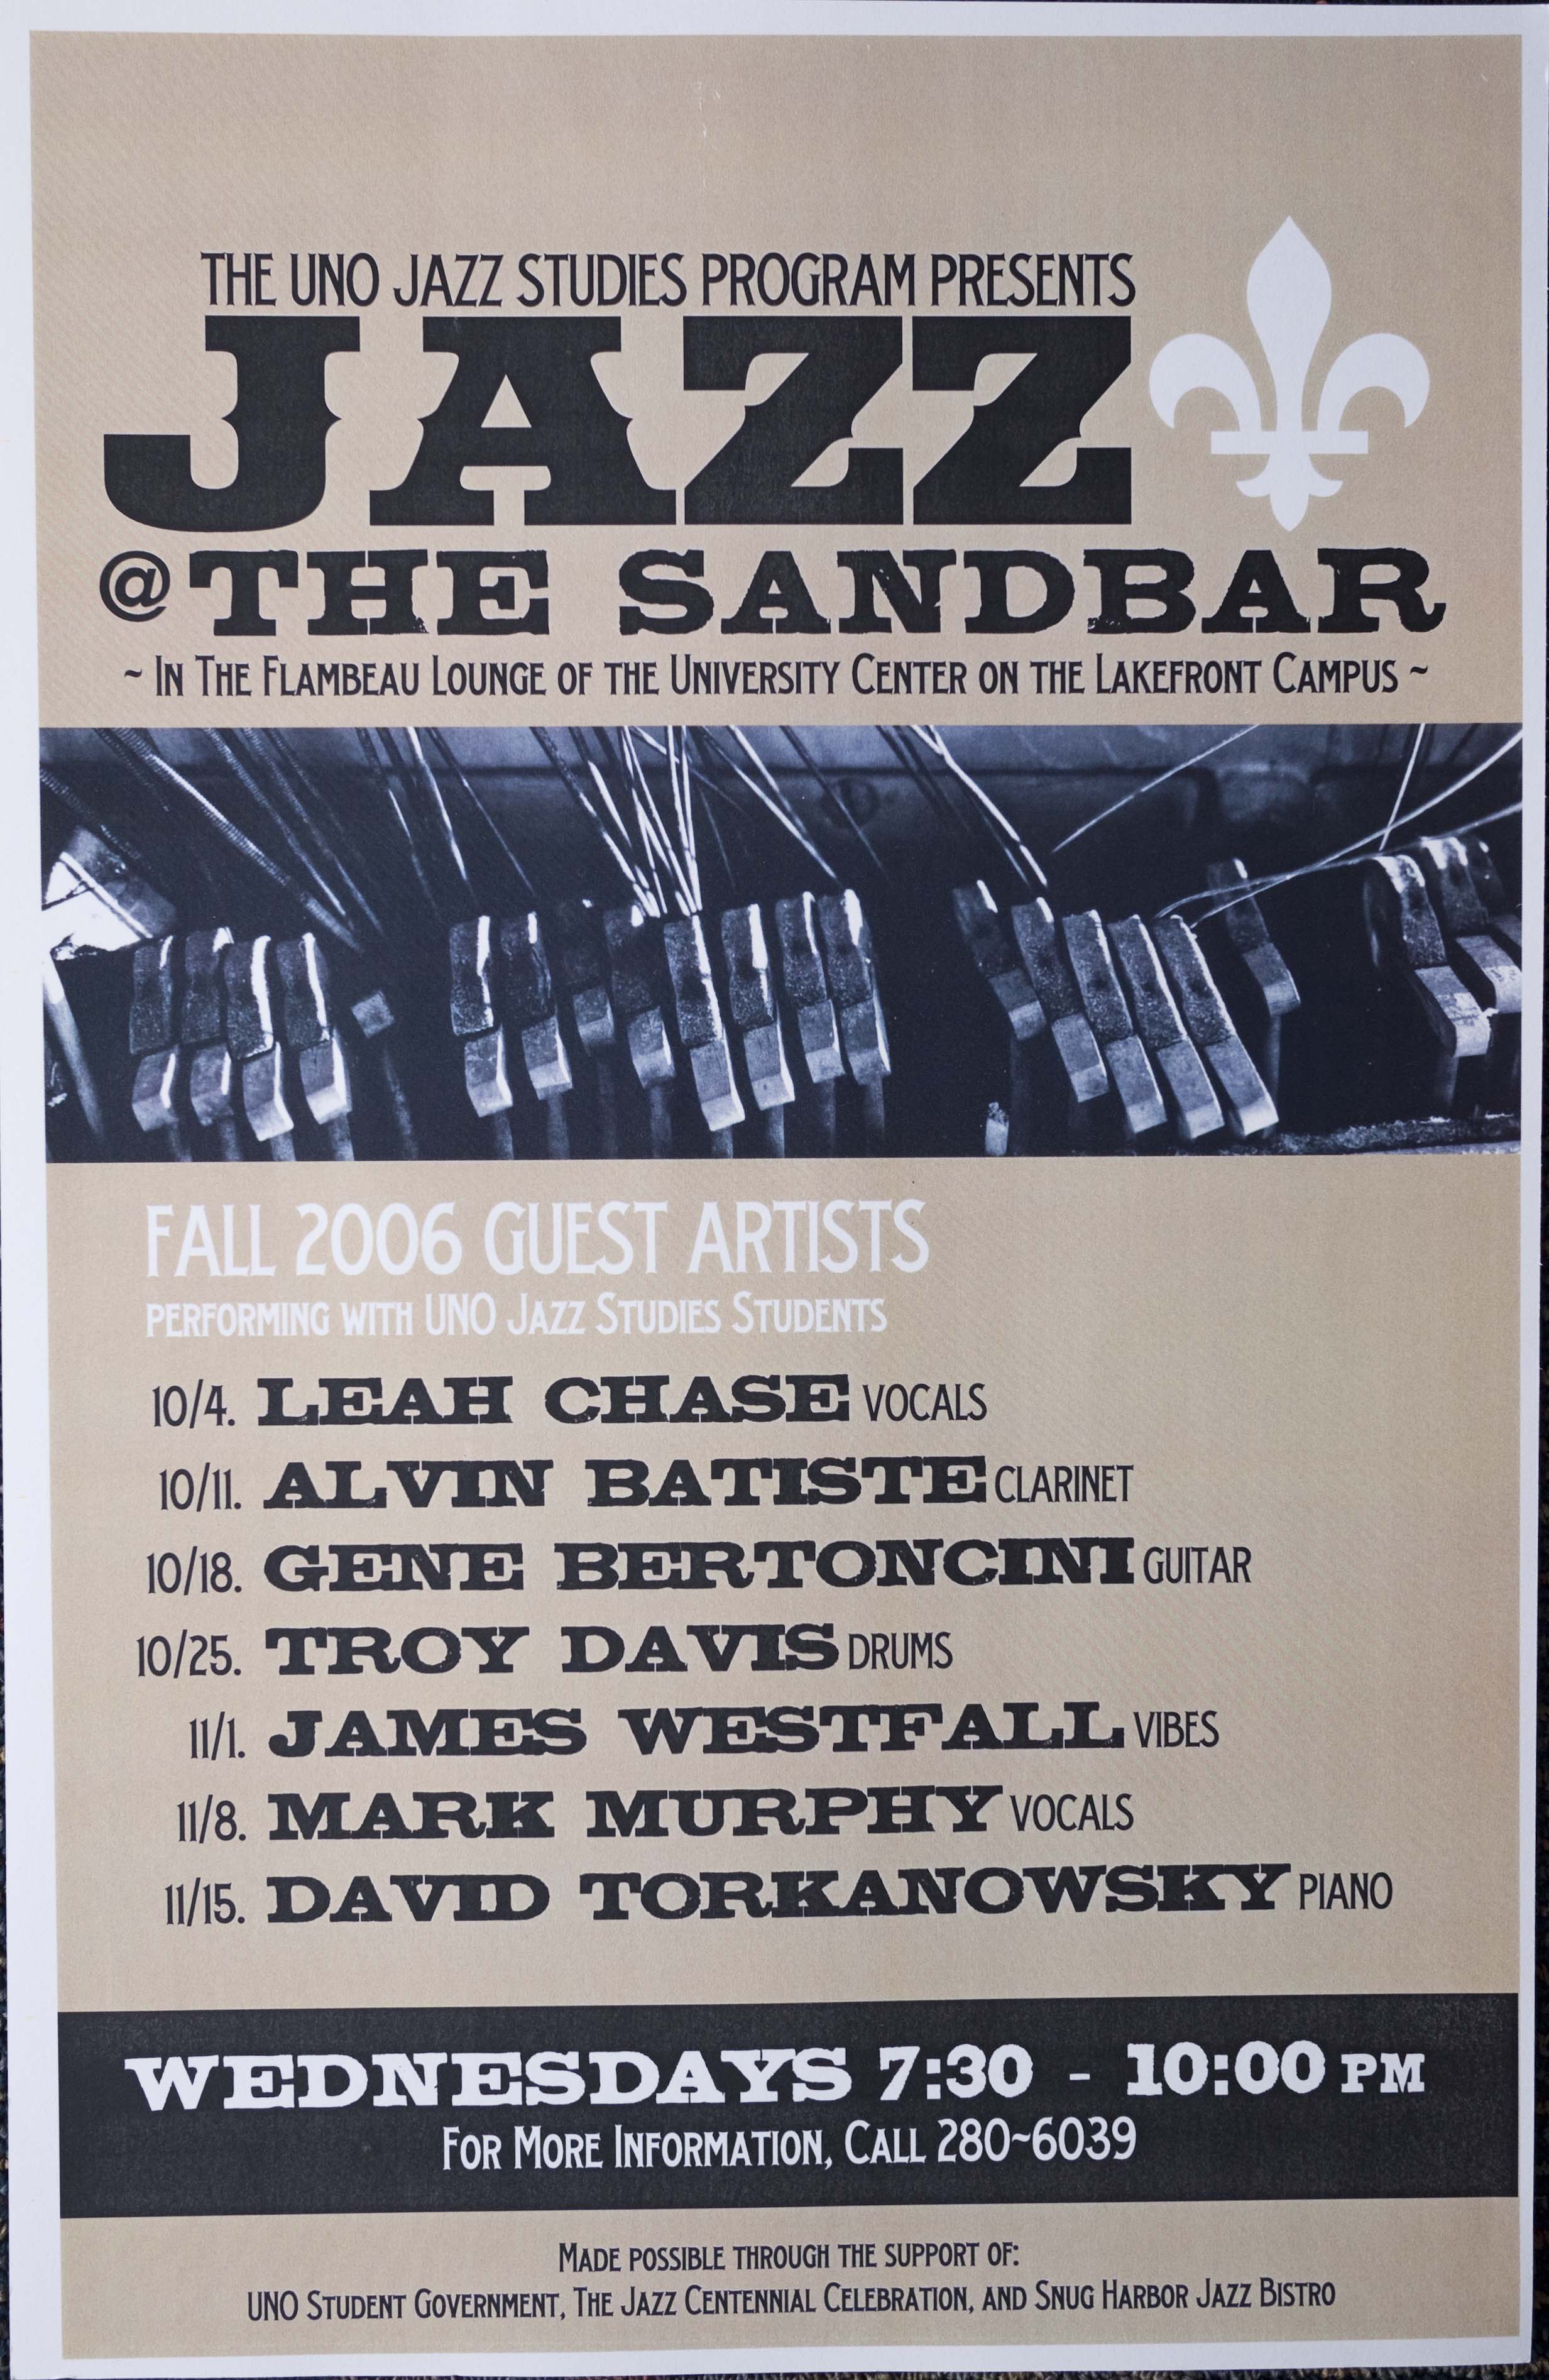 THE UNO JAZZ STUDIES PROGRAM PRESENTS
JAZZ
@ THE SANDBAR
~ IN THE FLAMBEAU LOUNGE OF THE UNIVERSITY CENTER ON THE LAKEFRONT CAMPUS ~
FALL 2006 GUEST ARTISTS
PERFORMING WITH UNO JAZZ STUDIES STUDENTS
10/4. LEAH CHASE VOCALS
10/11. ALVIN BATISTE CLARINET
10/18. GENE BERTONCINI GUITAR
10/25. TROY DAVIS DRUMS
11/1. JAMES WESTFALL VIBES
11/8. MARK MURPHY VOCALS
11/15. DAVID TORKANOWSKY PIANO
WEDNESDAYS 7:30 - 10:00 PM
FOR MORE INFORMATION, CALL 280~6039
MADE POSSIBLE THROUGH THE SUPPORT OF:
UNO STUDENT GOVERNMENT, THE JAZZ CENTENNIAL CELEBRATION, AND SNUG HARBOR JAZZ BISTRO